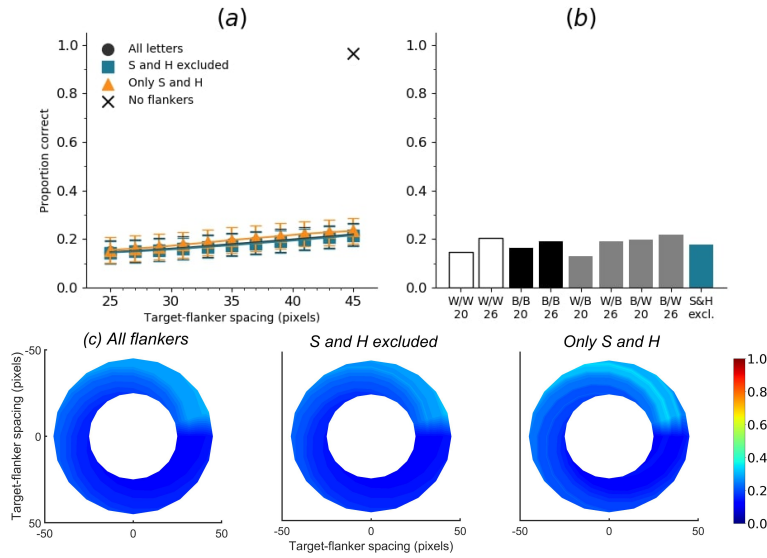 (a)
1.0
0.8
0.6
0.4
0.2
0.0
Proportion correct
All letters
S and H excluded
Only S and H
No flankers
25 30 35 40 45
Target-flanker spacing (pixels)
(b)
1.0
0.8
0.6
0.4
0.2
0.0
W/W W/W B/B B/B W/B W/B B/W B/W S&H
20 26 20 26 20 26 20 26 excl.
(c) All flankers
S and H excluded
Only S and H
-50
0
50
Target-flanker spacing (pixels)
-50 0 50
-50 0 50
-50 0 50
Target-flanker spacing (pixels)
1.0
0.8
0.6
0.4
0.2
0.0